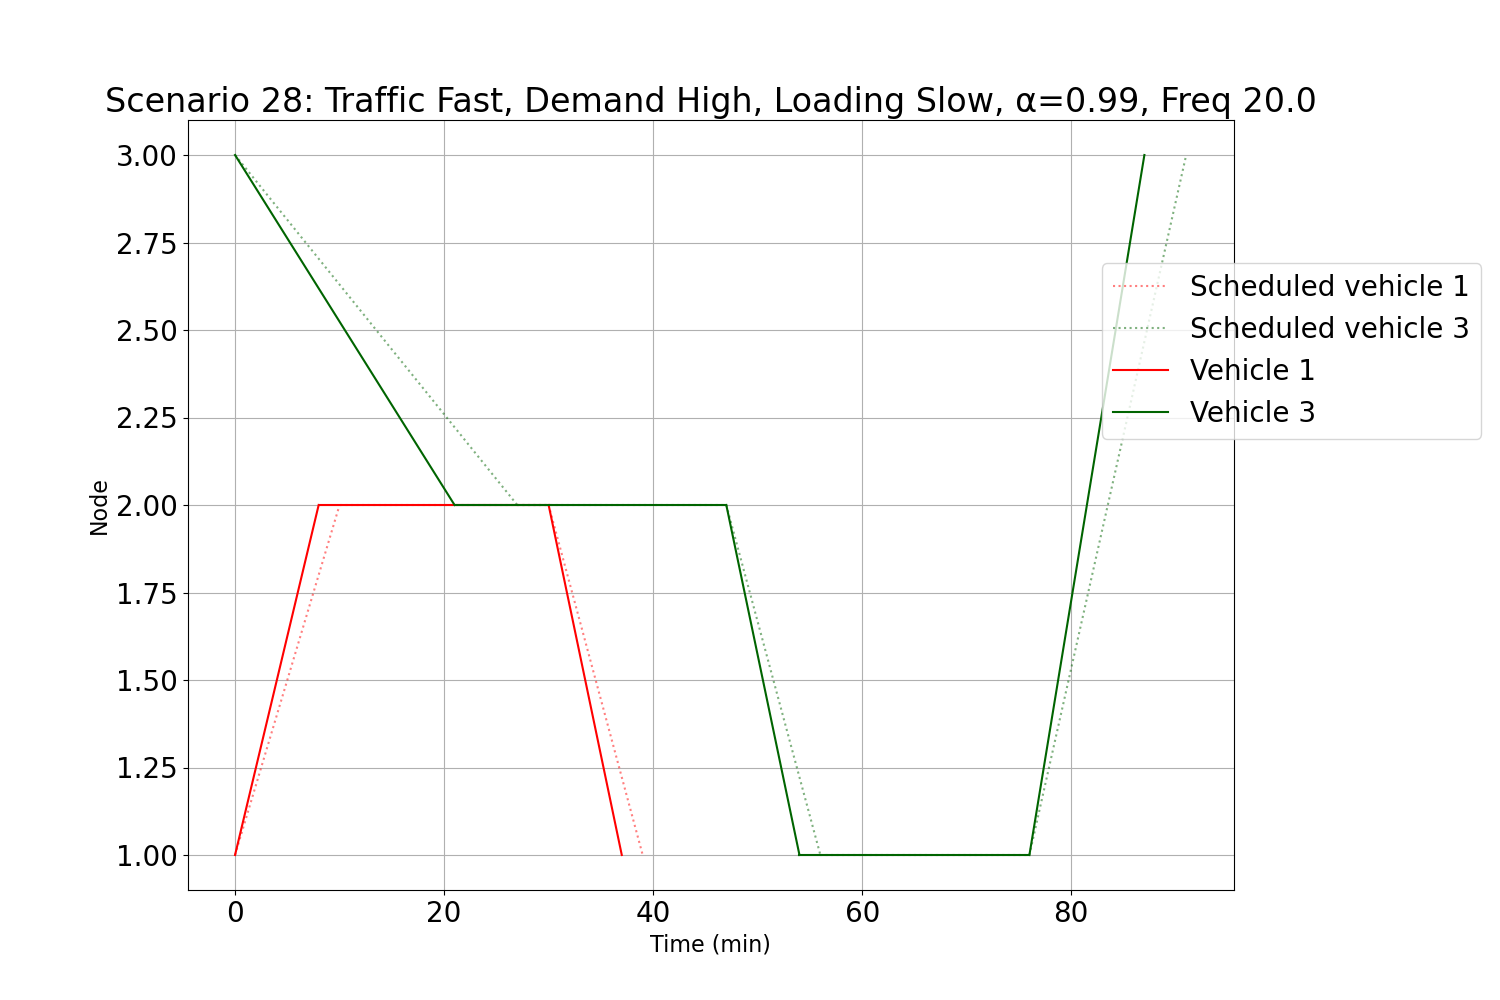 Scenario 28: Traffic Fast, Demand High, Loading Slow, α=0.99, Freq 20.0
3.00
2.75
2.50
2.25
2.00
1.75
1.50
1.25
1.00
Node
Scheduled vehicle 1
Scheduled vehicle 3
Vehicle 1
Vehicle 3
0 20 40 60 80
Time (min)